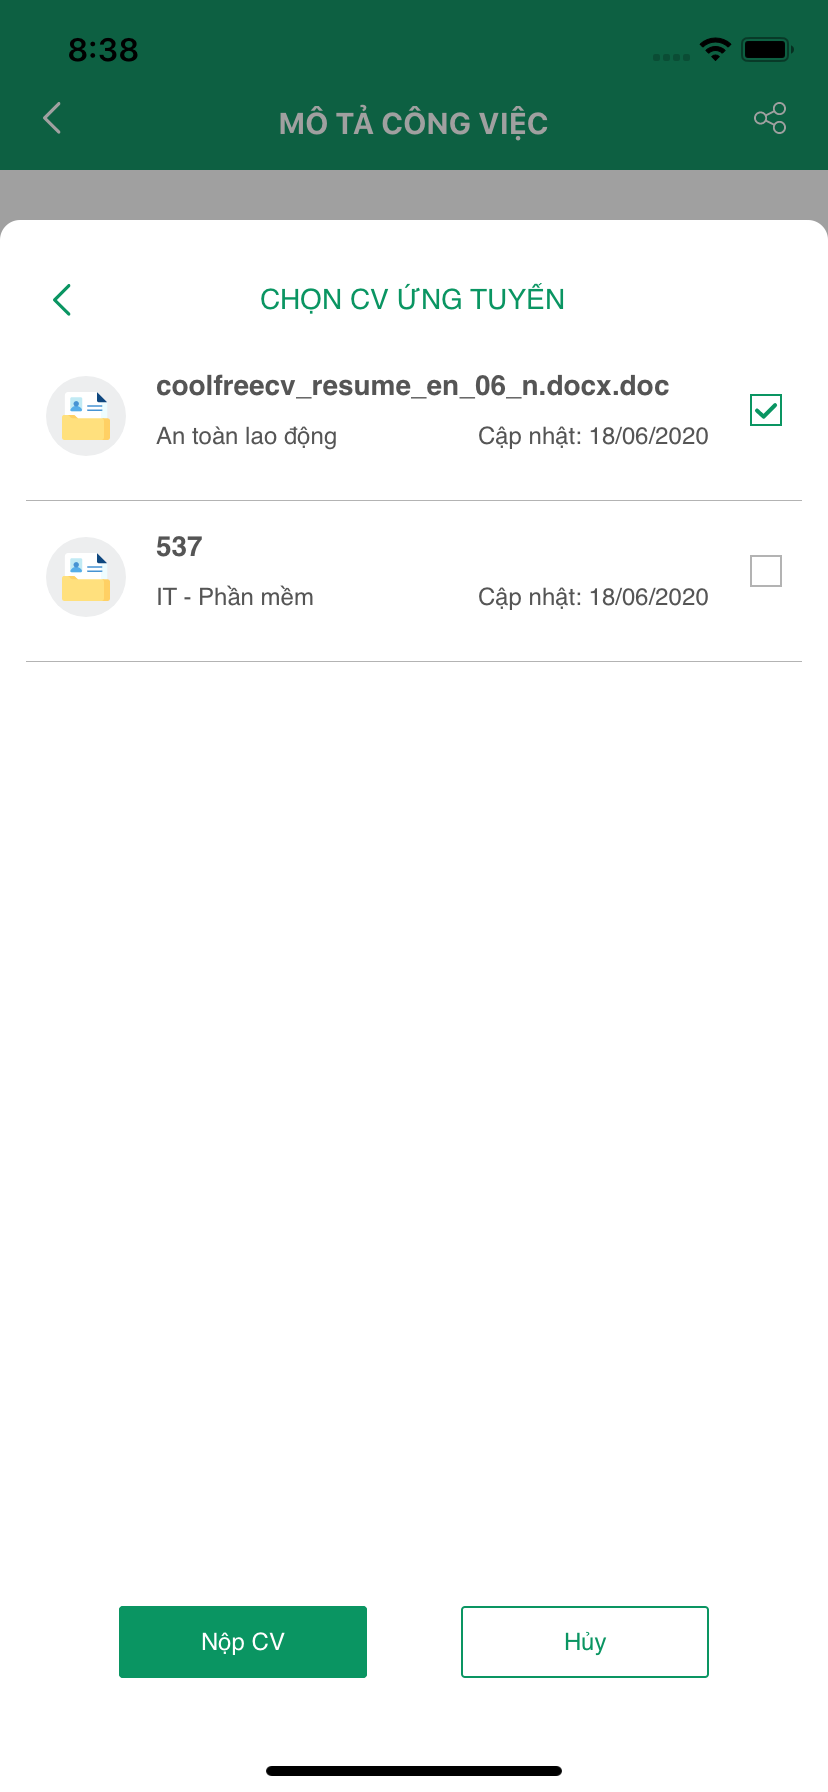 8:38
MÔ TẢ CÔNG VIỆC
CHỌN CV ỨNG TUYỂN
coolfreecv_resume_en_06_n.docx.doc
An toàn lao động Cập nhật: 18/06/2020
537
IT - Phần mềm Cập nhật: 18/06/2020
Nộp CV Hủy